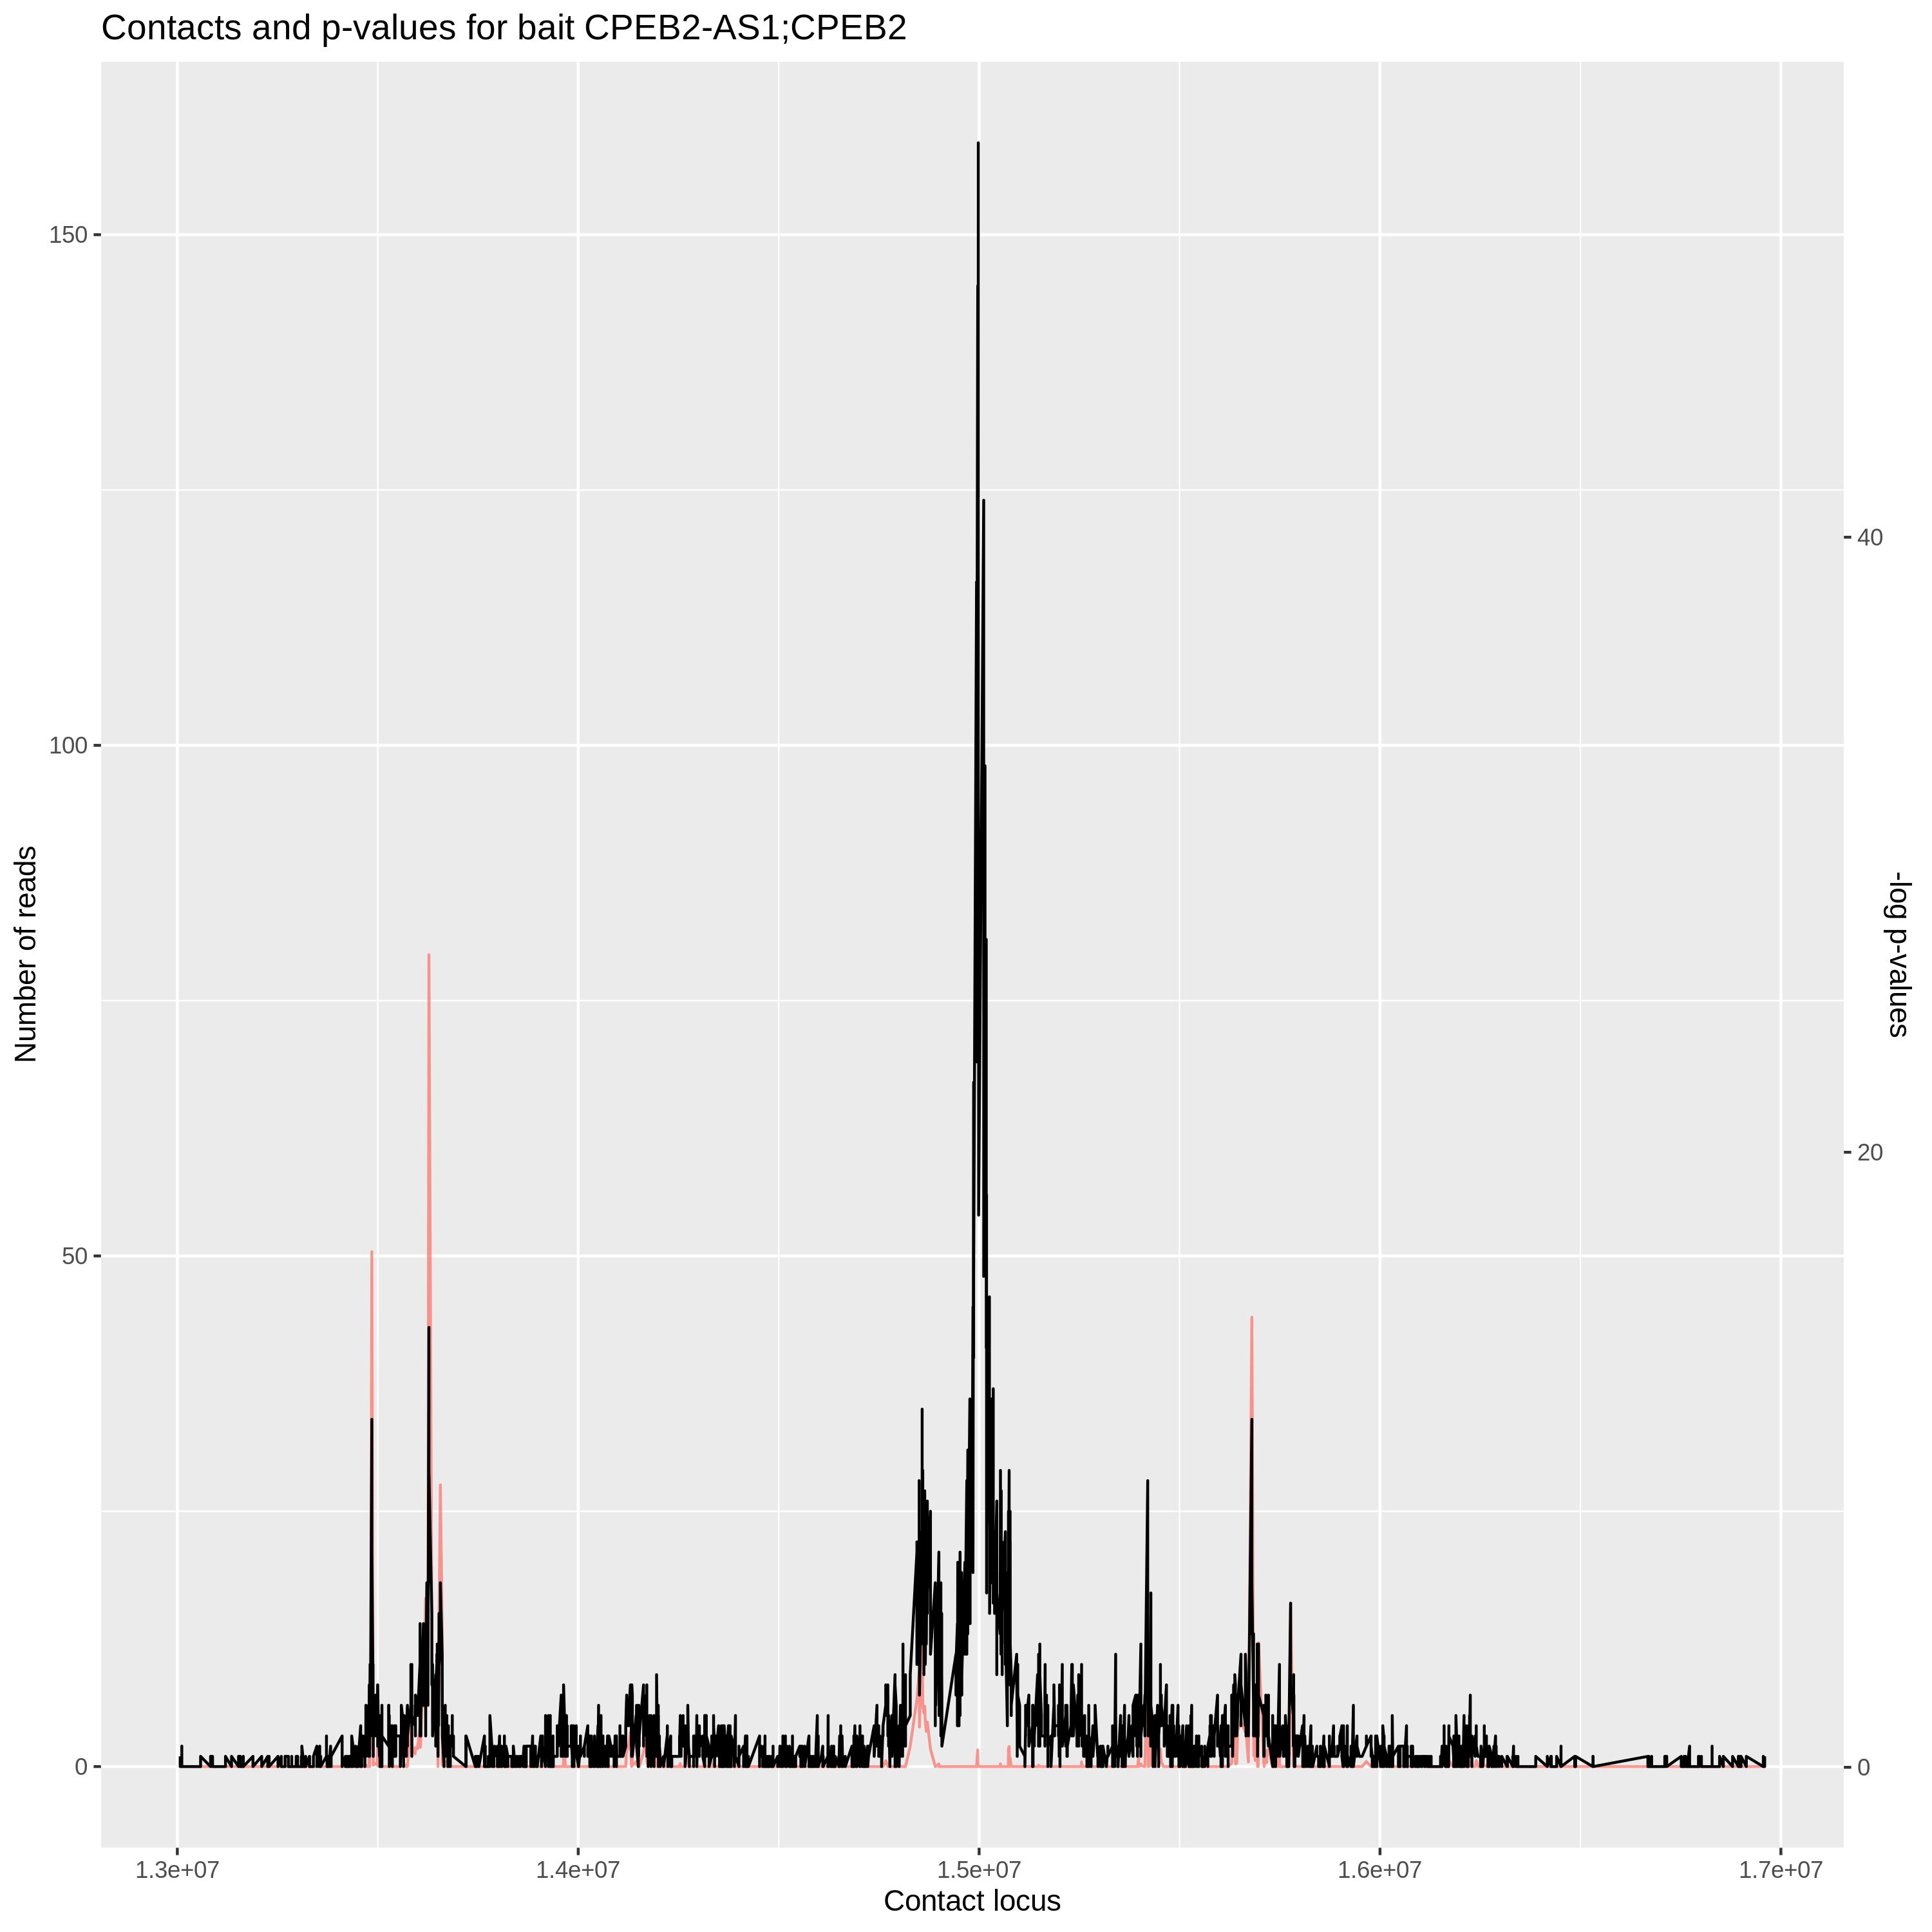 Contacts and p-values for bait CPEB2-AS1;CPEB2
150
100
50
0
Number of reads
40
20
0
-log p-values
1.3e+07
1.4e+07
1.5e+07
1.6e+07
1.7e+07
Contact locus